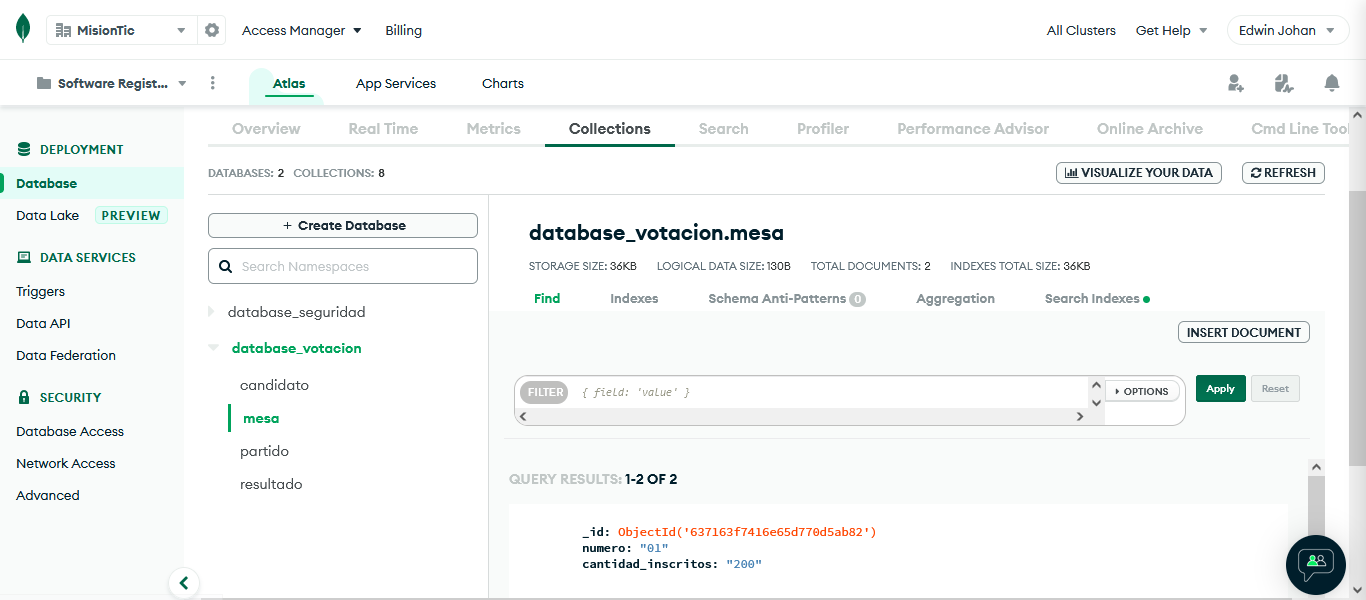 MisionTic
Access Manager
Billing
All Clusters
Get Help
Edwin Johan
Software Regist...
Atlas
App Services
Charts
DEPLOYMENT
Database
Data Lake PREVIEW
DATA SERVICES
Triggers
Data API
Data Federation
SECURITY
Database Access
Network Access
Advanced
Overview
Real Time
Metrics
Collections
Search
Profiler
Performance Advisor
Online Archive
Cmd Line Tool
DATABASES: 2 COLLECTIONS: 8
VISUALIZE YOUR DATA
REFRESH
+ Create Database
Search Namespaces
database_seguridad
database_votacion
candidato
mesa
partido
resultado
database_votacion.mesa
STORAGE SIZE: 36KB LOGICAL DATA SIZE: 130B TOTAL DOCUMENTS: 2 INDEXES TOTAL SIZE: 36KB
Find
Indexes
Schema Anti-Patterns 0
Aggregation
Search Indexes
INSERT DOCUMENT
FILTER { field: 'value' }
OPTIONS
Apply
Reset
QUERY RESULTS: 1-2 OF 2
_id: ObjectId('637163f7416e65d770d5ab82')
numero: "01"
cantidad_inscritos: "200"